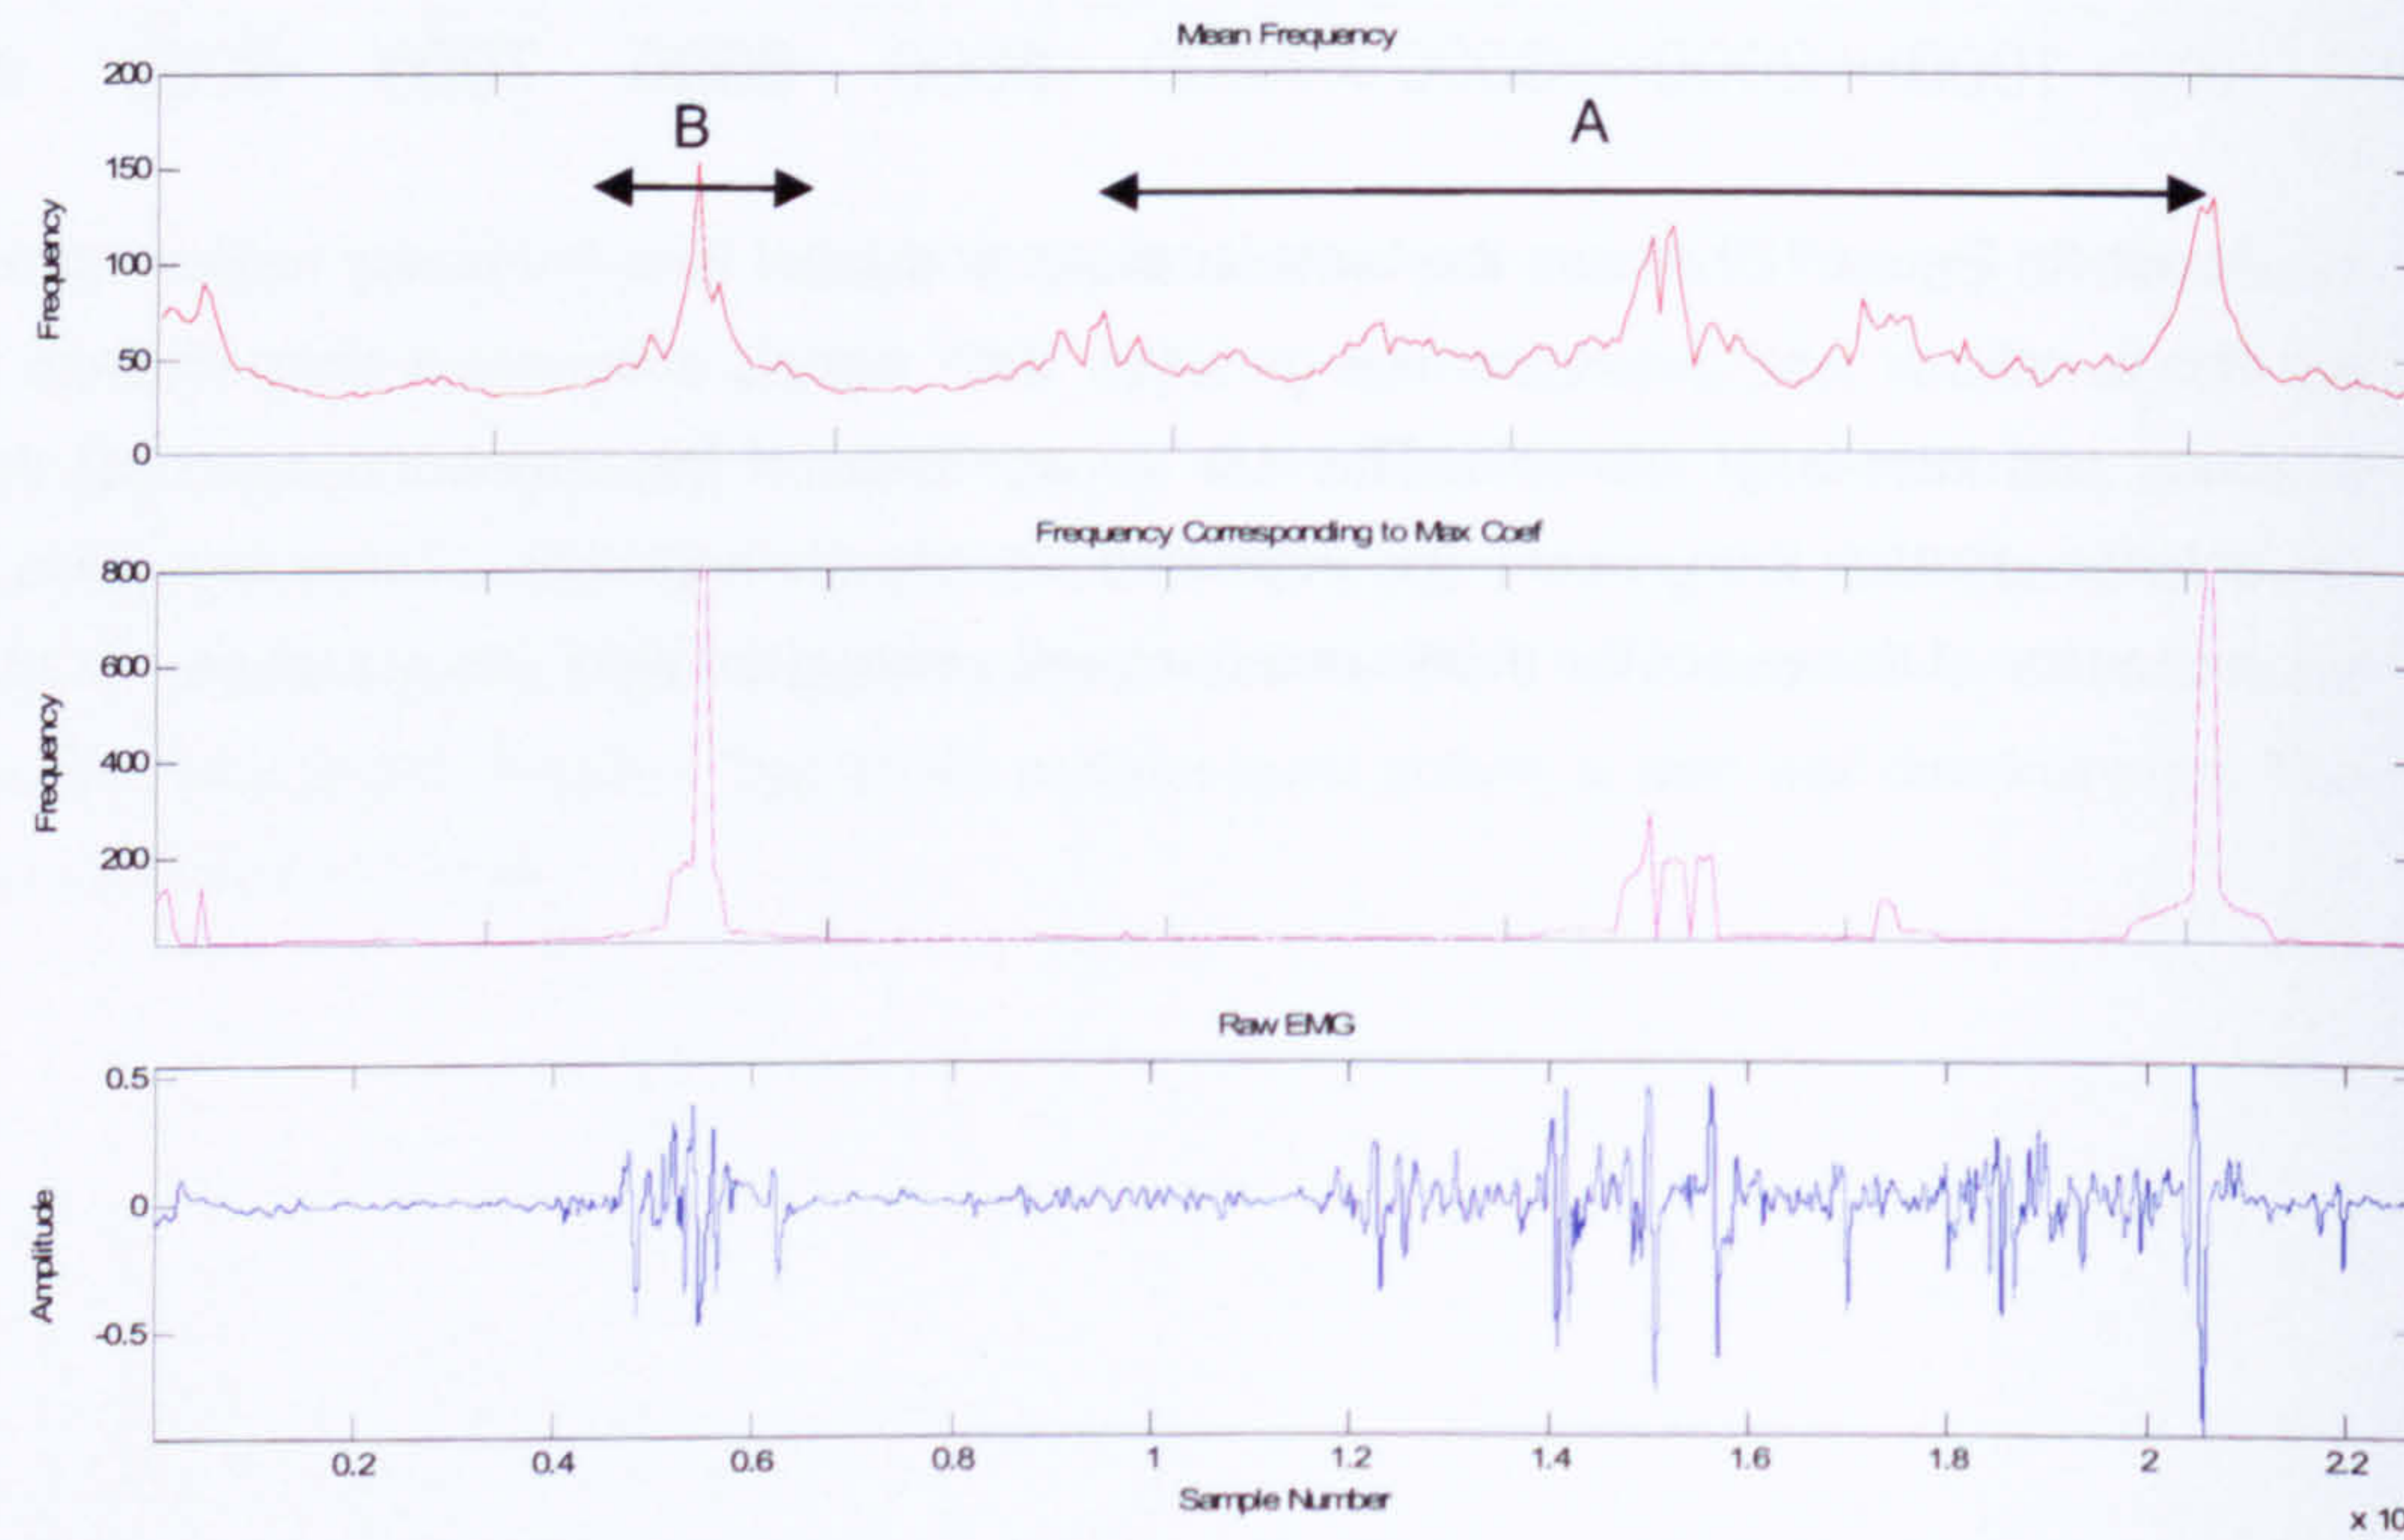 Mean Frequency
200
150
100
50
0
Frequency
B
A
Frequency Corresponding to Max Coef
800
600
400
200
Frequency
Raw EMG
0.5
0
-0.5
Amplitude
0.2 0.4 0.6 0.8 1 1.2 1.4 1.6 1.8 2 2.2
Sample Number
x 10